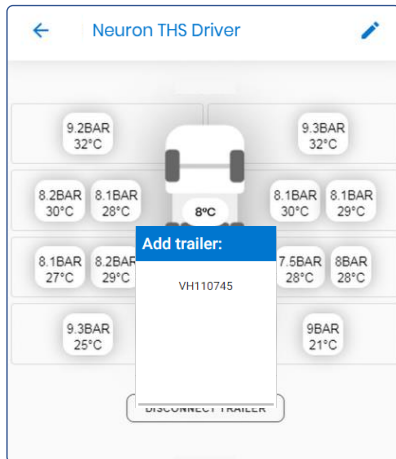 Neuron THS Driver
9.2BAR
32°C
9.3BAR
32°C
8.2BAR 8.1BAR 8.1BAR 8.1BAR
30°C 28°C 8°C 30°C 29°C
Add trailer:
8.1BAR 8.2BAR 7.5BAR 8BAR
27°C 29°C 28°C 28°C
VH110745
9.3BAR
25°C
9BAR
21°C
DISCONNECT TRAILER